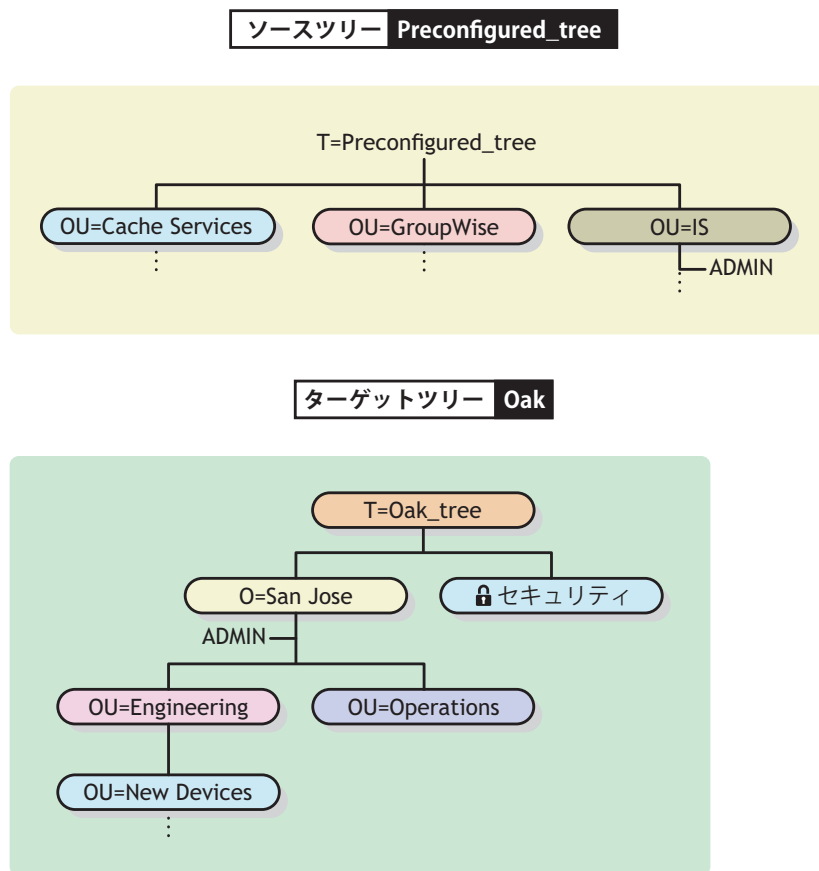 ソースツリー Preconfigured_tree
T=Preconfigured_tree
OU=Cache Services
OU=GroupWise
OU=IS
ADMIN
ターゲットツリー Oak
T=Oak_tree
O=San Jose
セキュリティ
ADMIN
OU=Engineering
OU=Operations
OU=New Devices